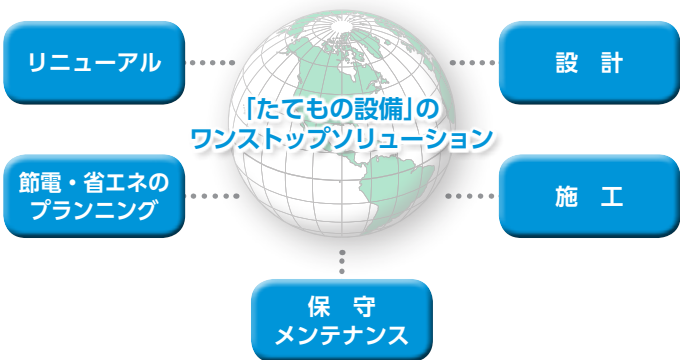 リニューアル
設　計
「たてもの設備」の
ワンストップソリューション
節電・省エネの
プランニング
施　工
保　守
メンテナンス